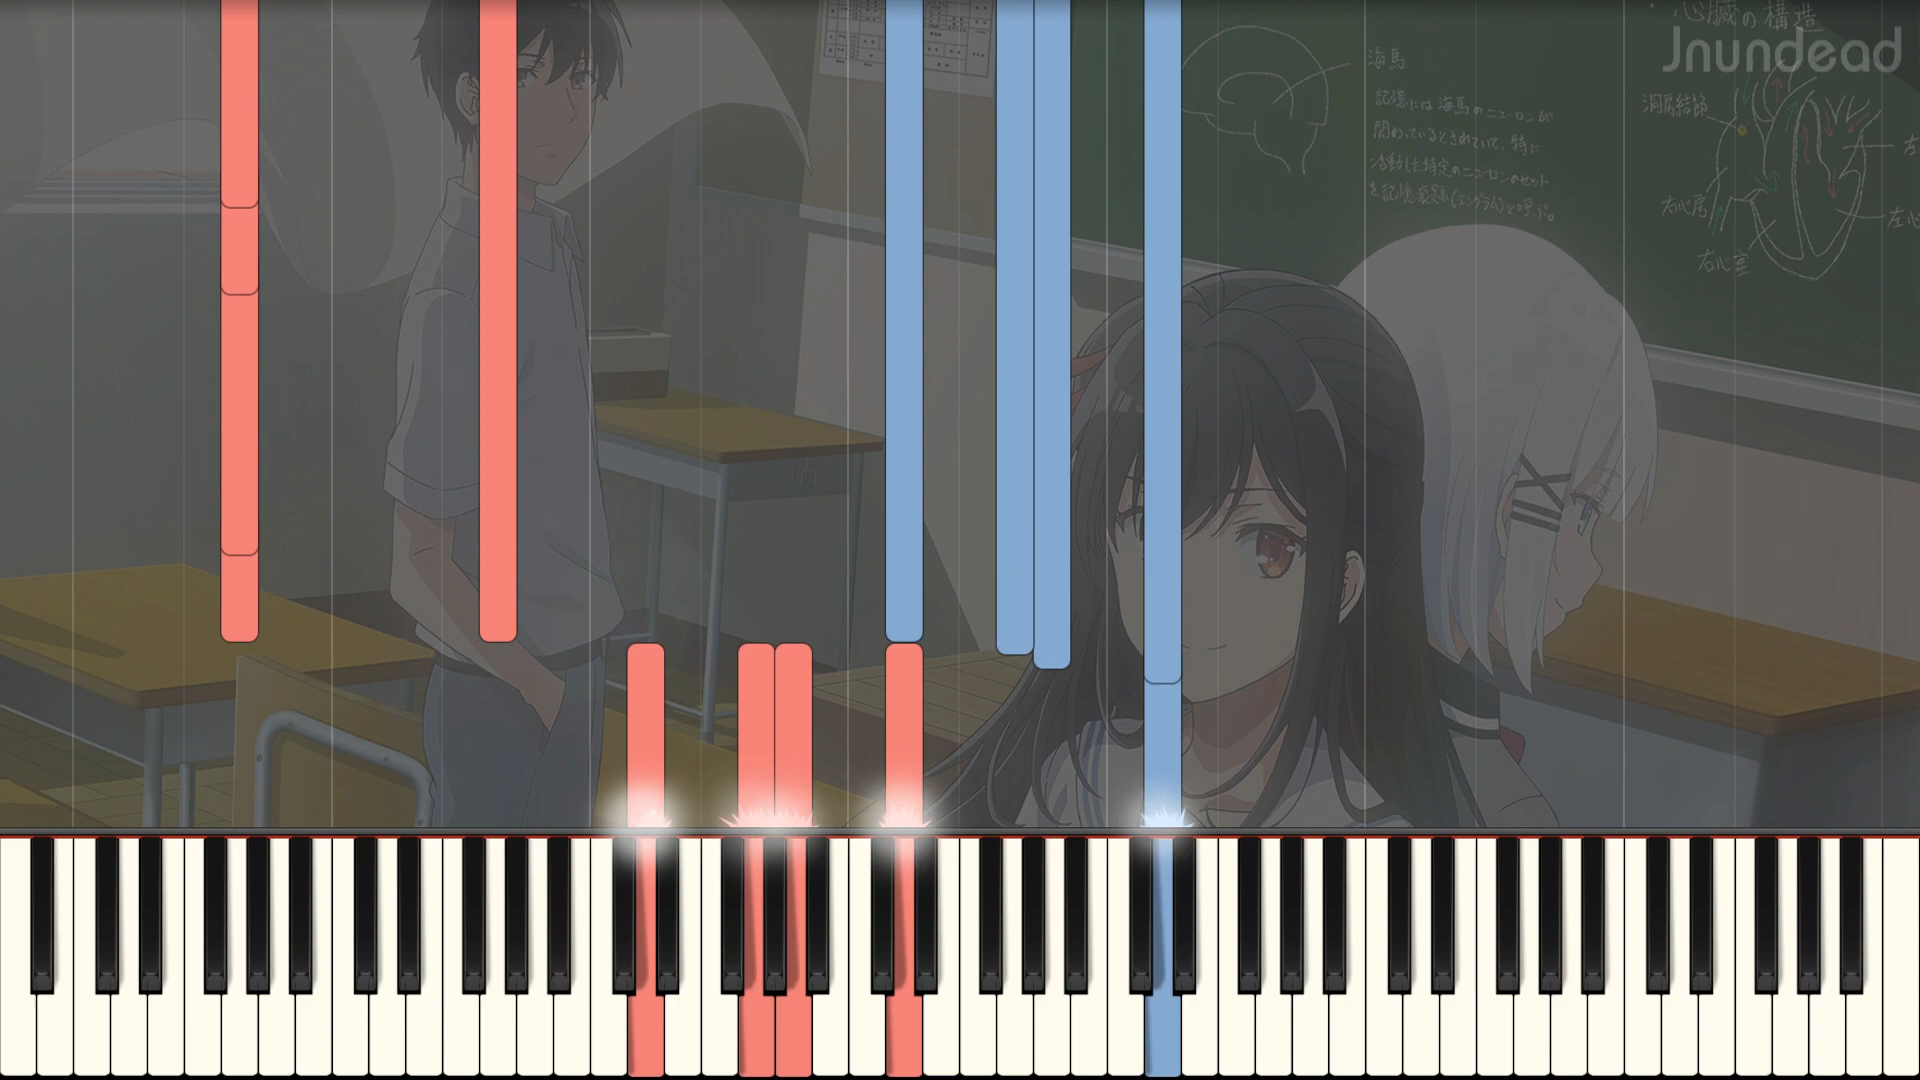 心臓の構造
Jnundead
海馬
洞房結節
記憶には海馬のニューロンが
関わっているとされていて、特に
活動した特定のニューロンのセット
を記憶痕跡(エングラム)と呼ぶ。
右心房
左心
右心室